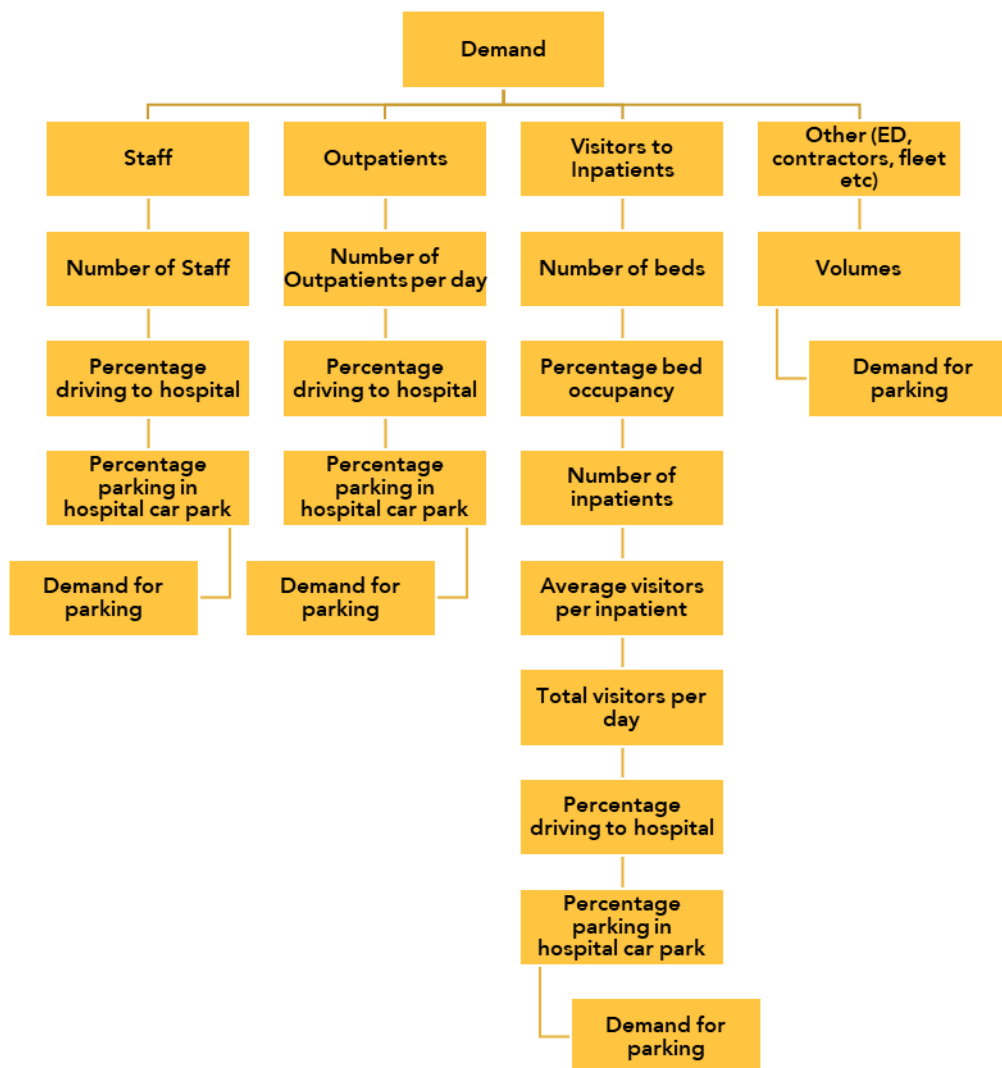 Demand
Staff
Outpatients
Visitors to
Inpatients
Other (ED,
contractors, fleet
etc)
Number of Staff
Number of
Outpatients per day
Number of beds
Volumes
Percentage
driving to hospital
Percentage
driving to hospital
Percentage bed
occupancy
Demand for
parking
Percentage
parking in
hospital car park
Percentage
parking in
hospital car park
Number of
inpatients
Demand for
parking
Demand for
parking
Average visitors
per inpatient
Total visitors per
day
Percentage
driving to hospital
Percentage
parking in
hospital car park
Demand for
parking